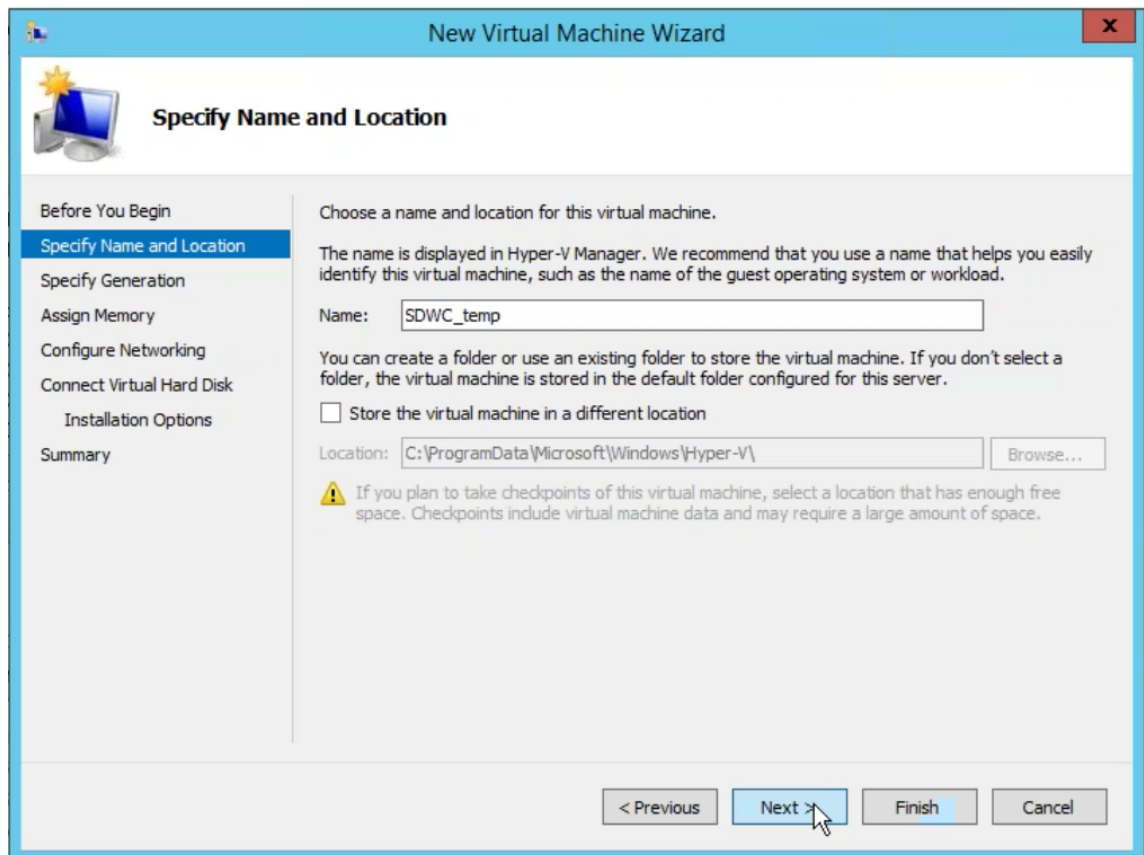 New Virtual Machine Wizard
x
Specify Name and Location
Before You Begin
Specify Name and Location
Specify Generation
Assign Memory
Configure Networking
Connect Virtual Hard Disk
Installation Options
Summary
Choose a name and location for this virtual machine.
The name is displayed in Hyper-V Manager. We recommend that you use a name that helps you easily
identify this virtual machine, such as the name of the guest operating system or workload.
Name: SDWC_temp
You can create a folder or use an existing folder to store the virtual machine. If you don't select a
folder, the virtual machine is stored in the default folder configured for this server.
Store the virtual machine in a different location
Location: C:\ProgramData\Microsoft\Windows\Hyper-V\ Browse...
If you plan to take checkpoints of this virtual machine, select a location that has enough free
space. Checkpoints include virtual machine data and may require a large amount of space.
< Previous Next > Finish Cancel